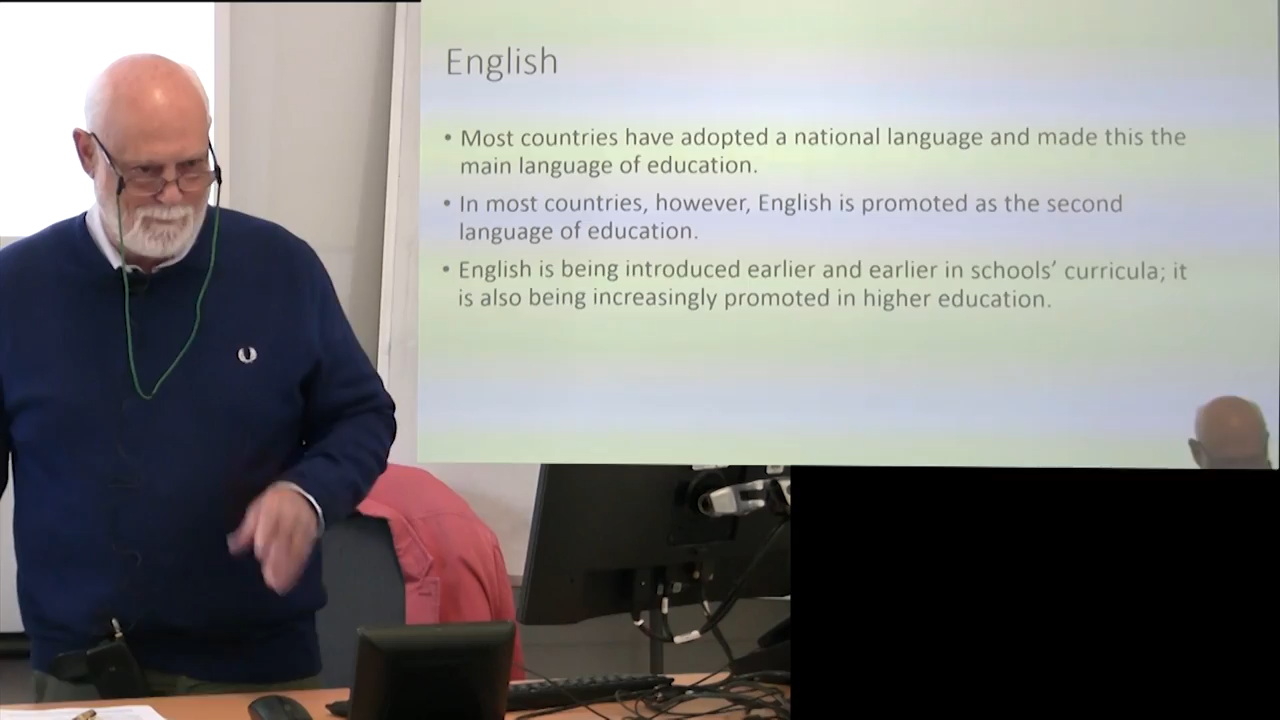 English
• Most countries have adopted a national language and made this the
main language of education.
• In most countries, however, English is promoted as the second
language of education.
• English is being introduced earlier and earlier in schools’ curricula; it
is also being increasingly promoted in higher education.